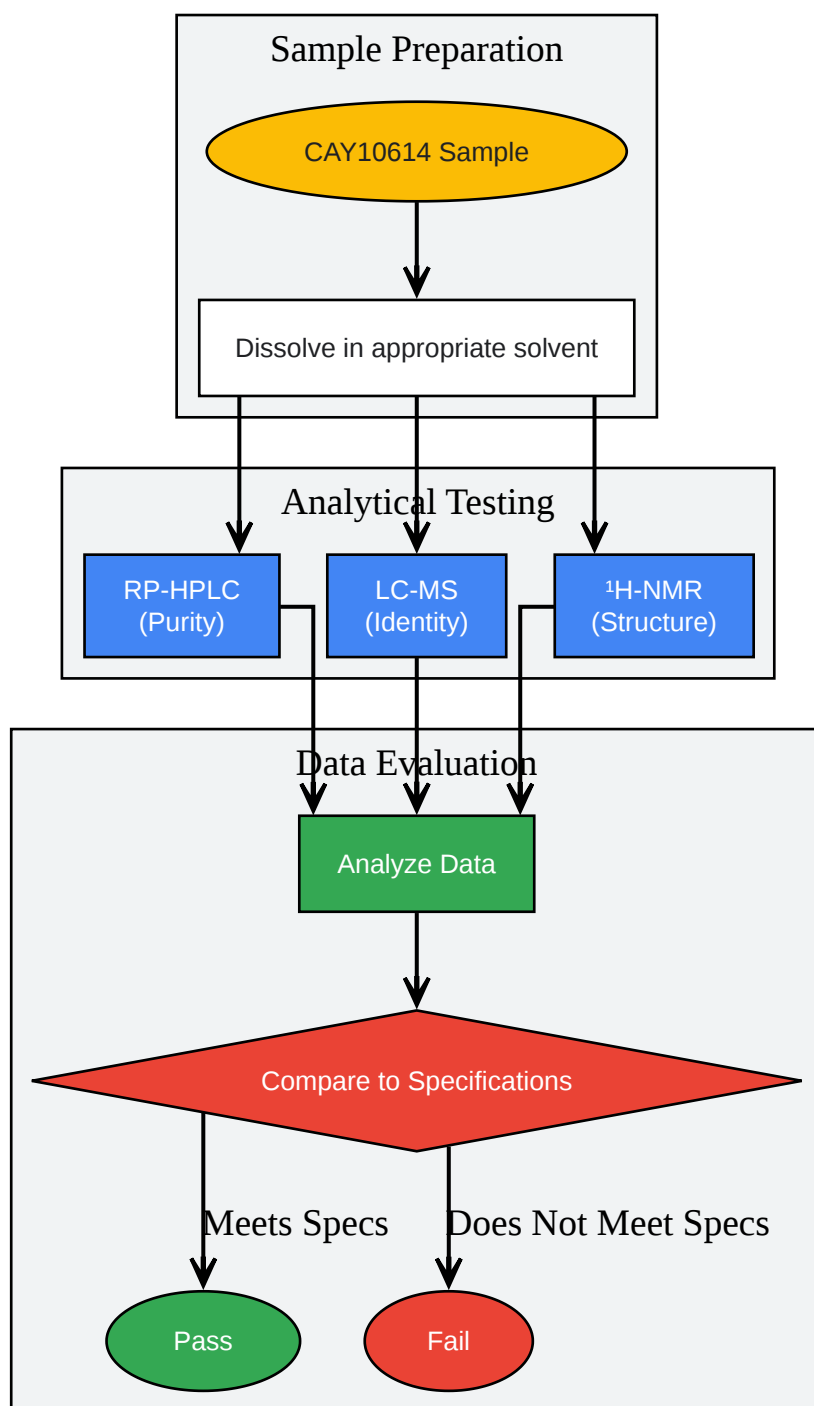 Sample Preparation
CAY10614 Sample
Dissolve in appropriate solvent
Analytical Testing
RP-HPLC
(Purity)
LC-MS
(Identity)
¹H-NMR
(Structure)
Data Evaluation
Analyze Data
Compare to Specifications
Meets Specs
Does Not Meet Specs
Pass
Fail